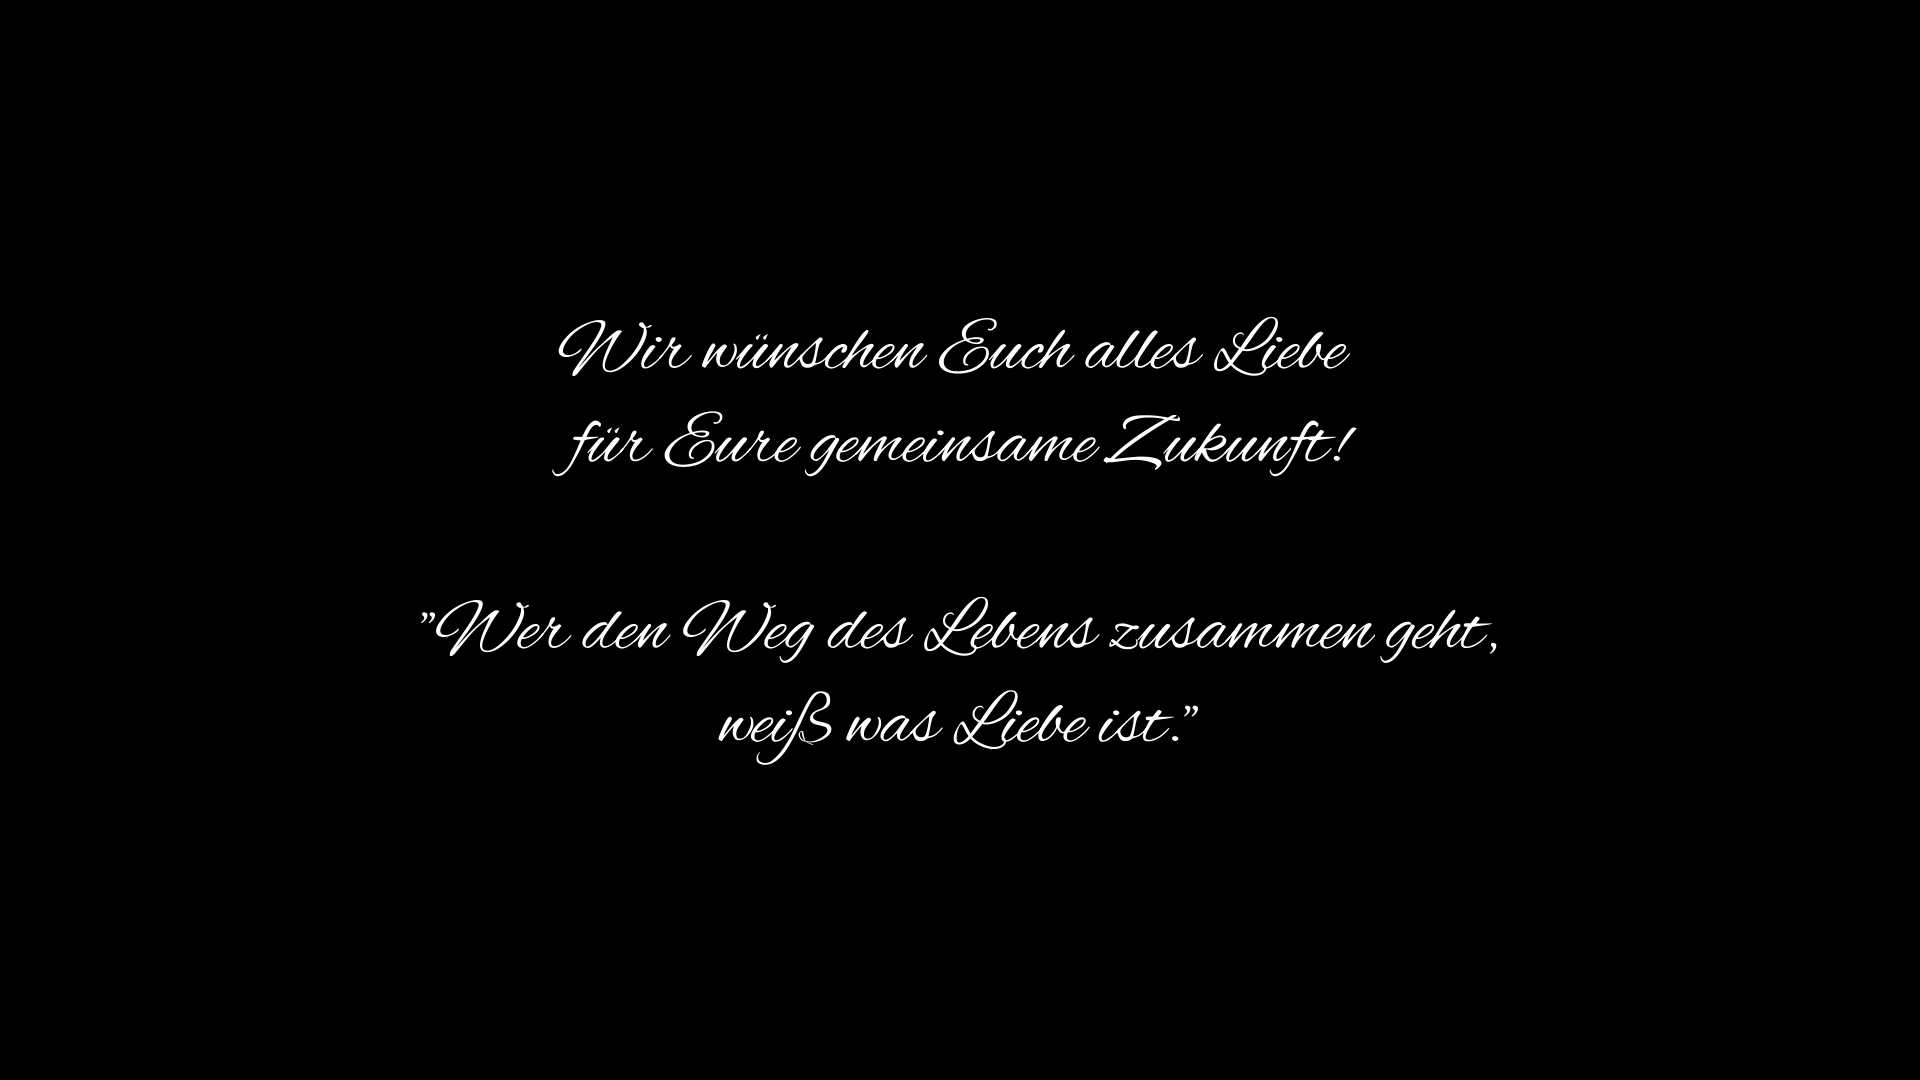 Wir wünschen Euch alles Liebe
für Eure gemeinsame Zukunft!
”Wer den Weg des Lebens zusammen geht,
weiß was Liebe ist.”